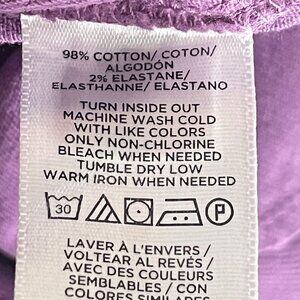 98% COTTON/ COTON/
ALGODÓN
2% ELASTANE/
ELASTHANNE/ ELASTANO
TURN INSIDE OUT
MACHINE WASH COLD
WITH LIKE COLORS
ONLY NON-CHLORINE
BLEACH WHEN NEEDED
TUMBLE DRY LOW
WARM IRON WHEN NEEDED
30 P
LAVER À L'ENVERS /
VOLTEAR AL REVÉS /
AVEC DES COULEURS
SEMBLABLES / CON
COLORES SIMILARES